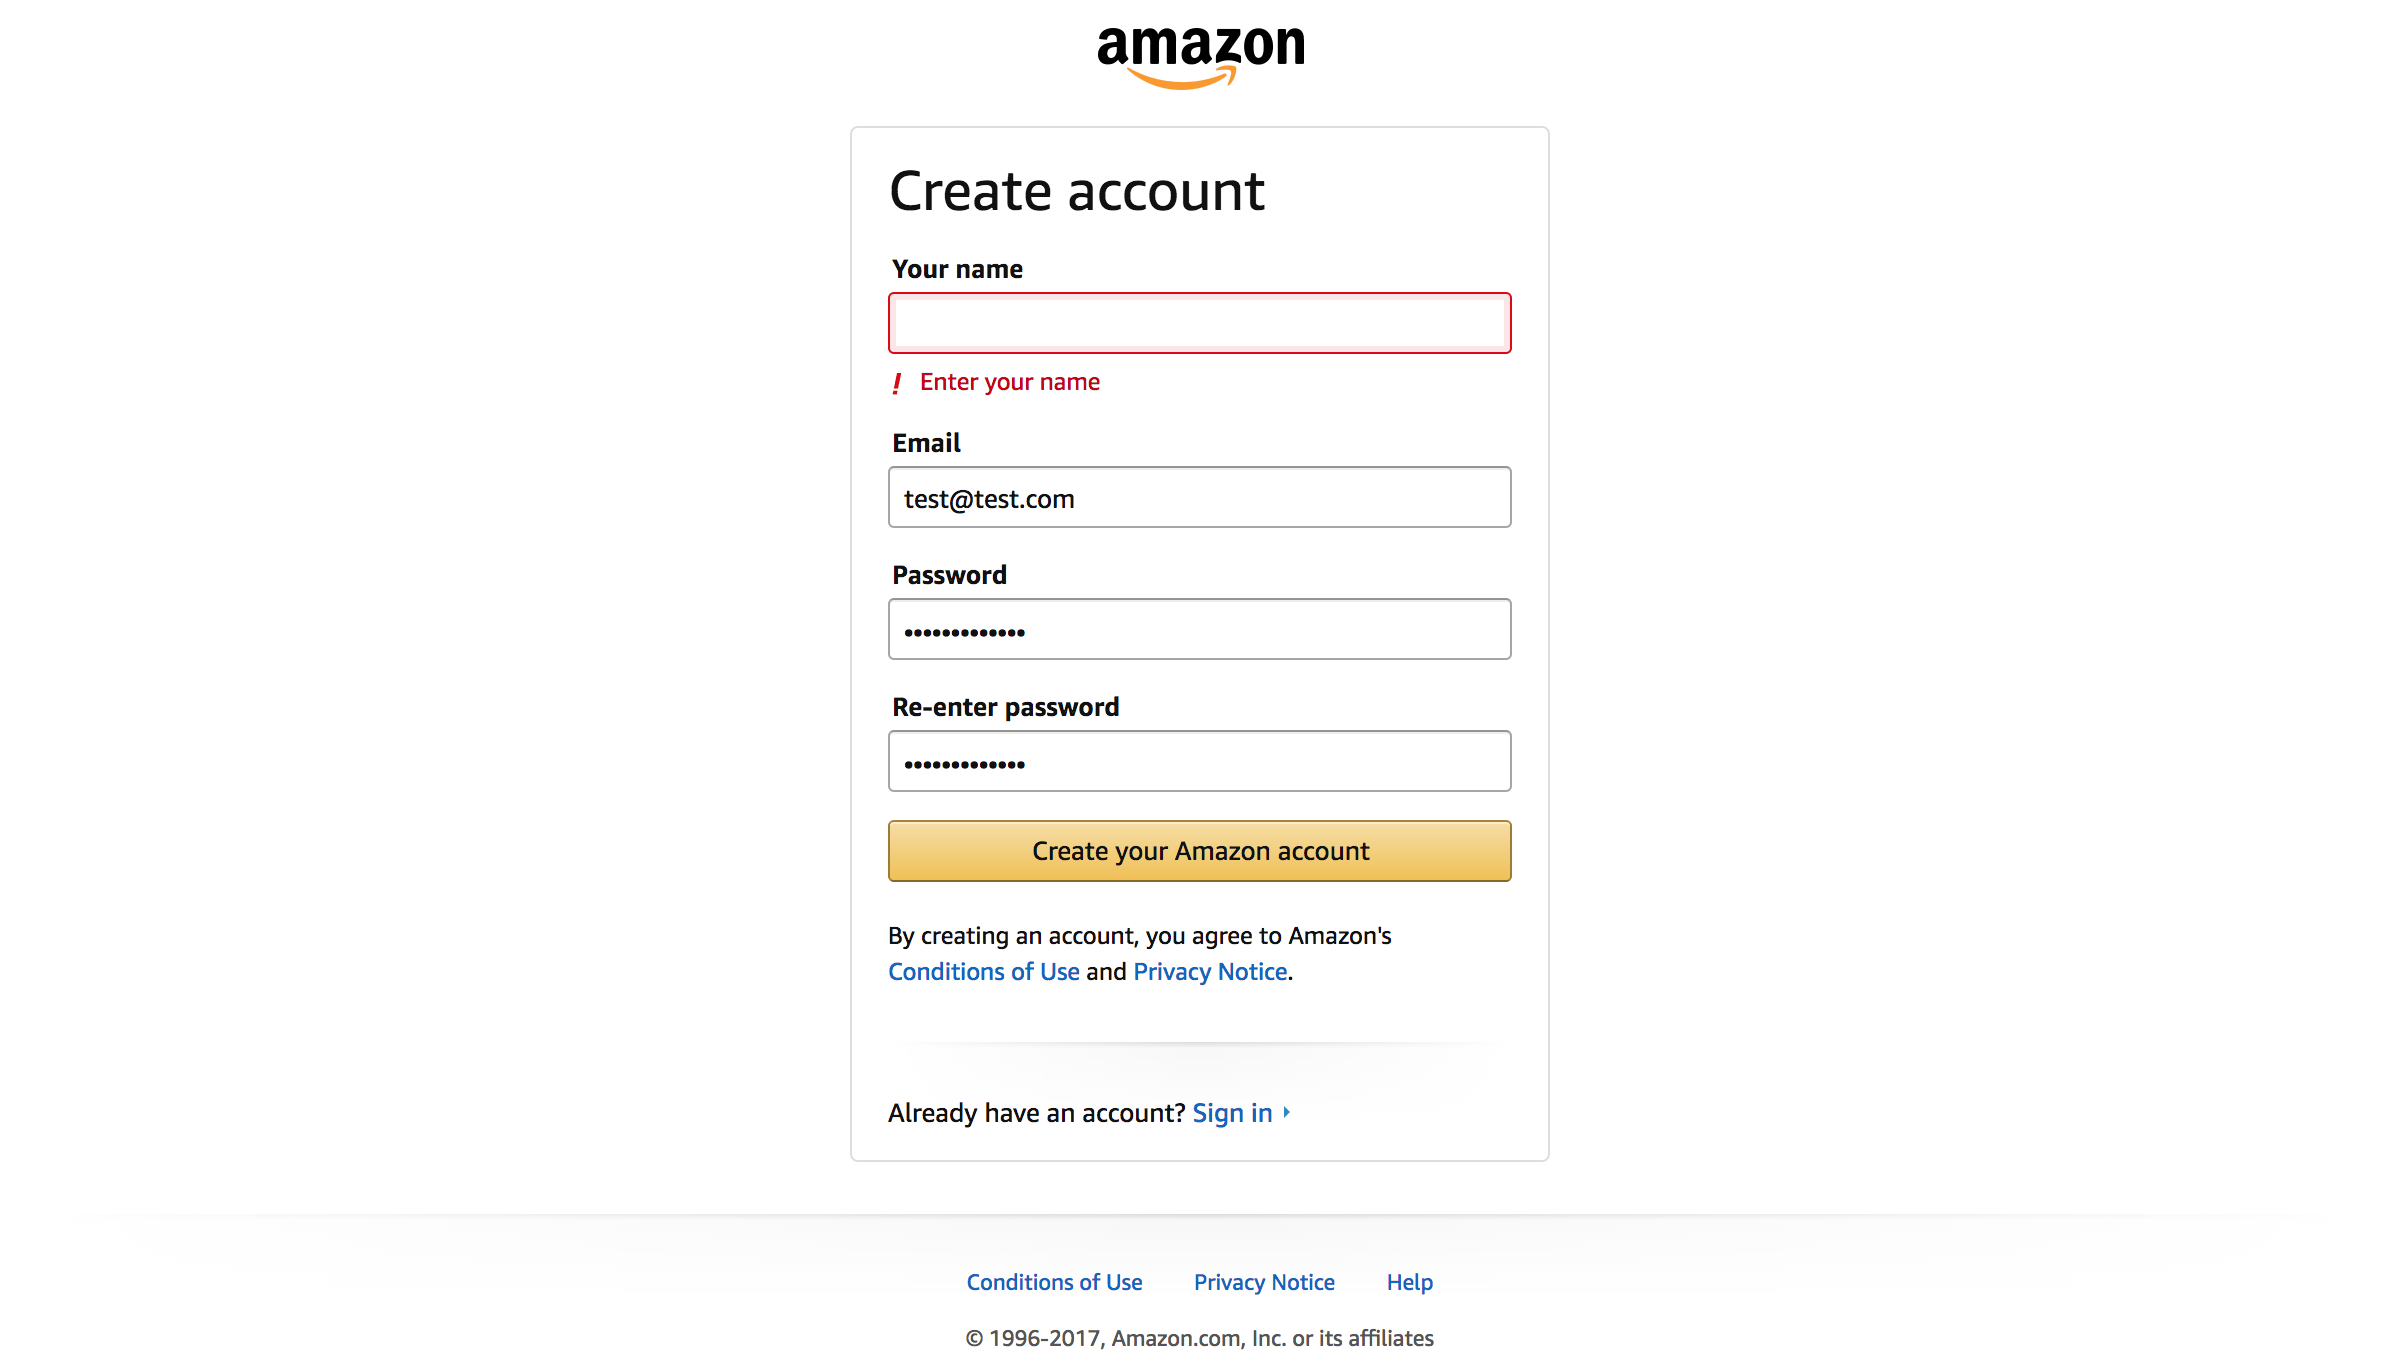 amazon
Create account
Your name
! Enter your name
Email
test@test.com
Password
•••••••••••••
Re-enter password
•••••••••••••
Create your Amazon account
By creating an account, you agree to Amazon's
Conditions of Use and Privacy Notice.
Already have an account? Sign in
Conditions of Use Privacy Notice Help
© 1996-2017, Amazon.com, Inc. or its affiliates